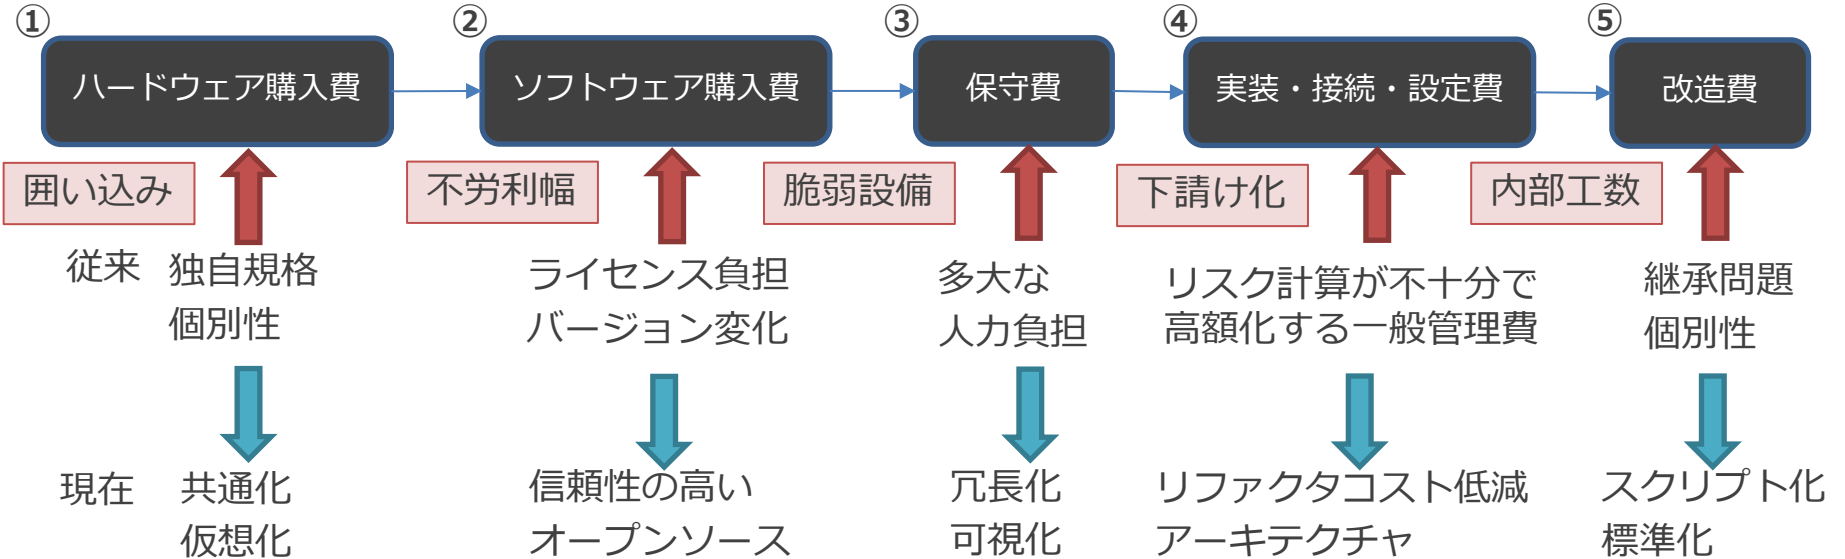 ①
ハードウェア購入費
②
ソフトウェア購入費
③
保守費
④
実装・接続・設定費
⑤
改造費
囲い込み
不労利幅
脆弱設備
下請け化
内部工数
従来
独自規格
個別性
ライセンス負担
バージョン変化
多大な
人力負担
リスク計算が不十分で
高額化する一般管理費
継承問題
個別性
現在
共通化
仮想化
信頼性の高い
オープンソース
冗長化
可視化
リファクタコスト低減
アーキテクチャ
スクリプト化
標準化